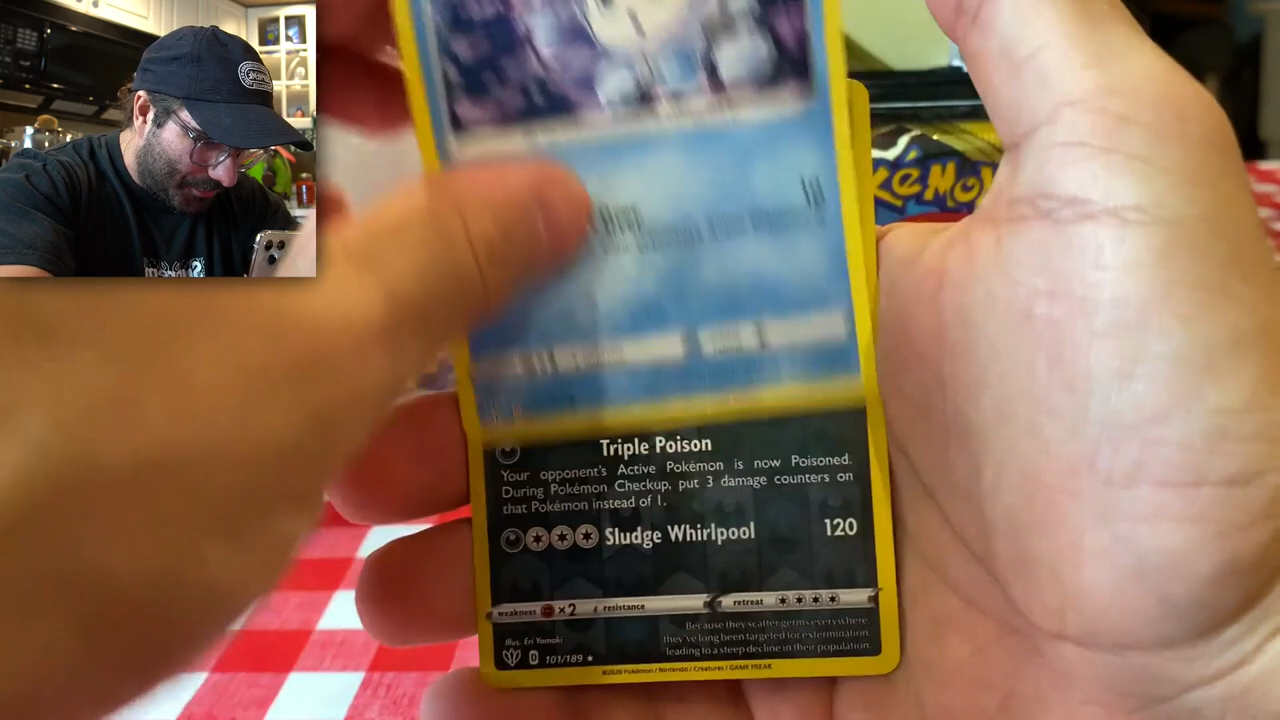 Triple Poison
Your opponent's Active Pokémon is now Poisoned.
During Pokémon Checkup, put 3 damage counters on
that Pokémon instead of 1.
Sludge Whirlpool 120
weakness ×2 resistance retreat
Illus. Eri Yamaki
Because they scatter germs everywhere,
they've long been targeted for extermination,
leading to a steep decline in their population.
D 101/189 ★
©2020 Pokémon / Nintendo / Creatures / GAME FREAK